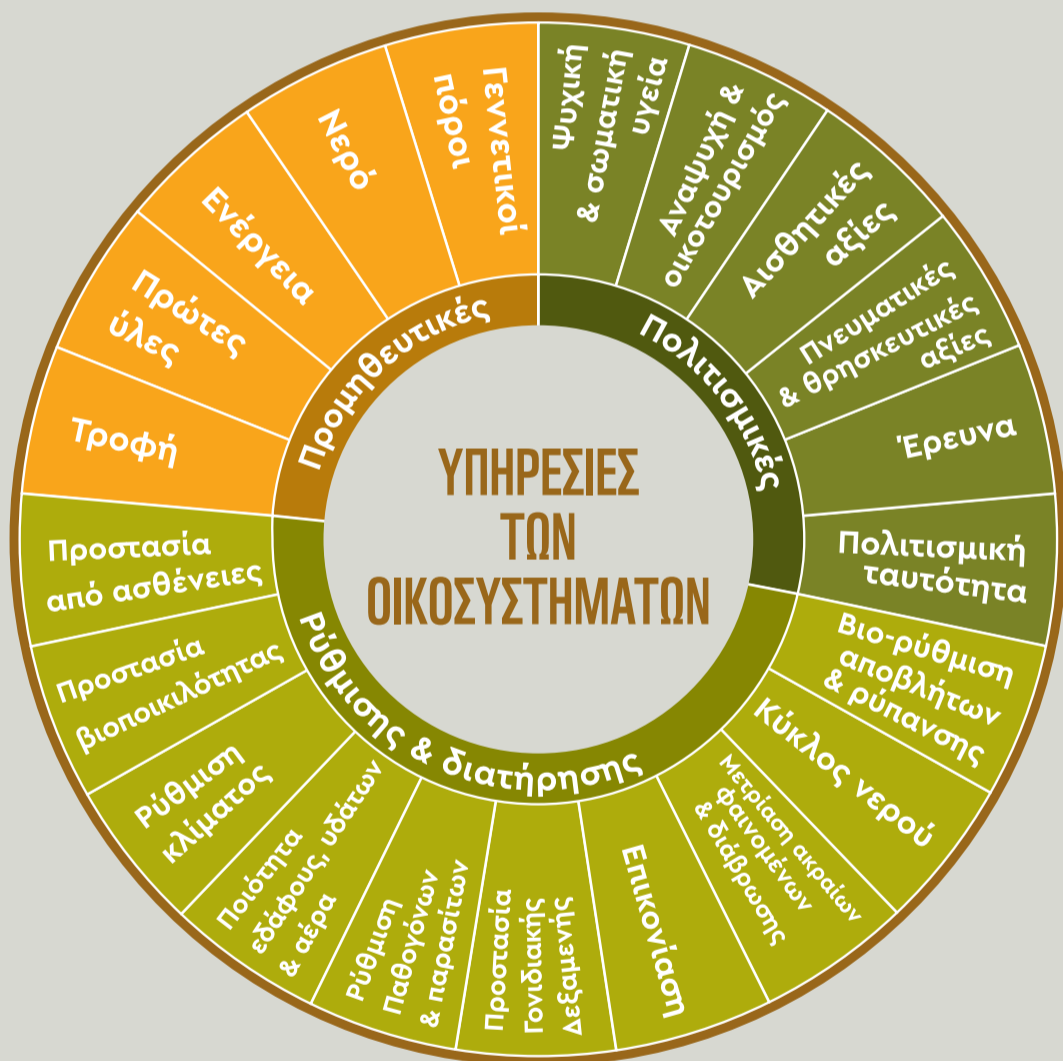 ΥΠΗΡΕΣΙΕΣ
ΤΩΝ
ΟΙΚΟΣΥΣΤΗΜΑΤΩΝ
Πολιτισμικές
Ψυχική
& σωματική
υγεία
Αναψυχή &
οικοτουρισμός
Αισθητικές
αξίες
Πνευματικές
& θρησκευτικές
αξίες
Έρευνα
Πολιτισμική
ταυτότητα
Ρύθμισης & διατήρησης
Βιο-ρύθμιση
αποβλήτων
& ρύπανσης
Κύκλος νερού
Μετρίαση ακραίων
φαινομένων
& διάβρωσης
Επικονίαση
Προστασία
Γονιδιακής
Δεξαμενής
Ρύθμιση
Παθογόνων
& παρασίτων
Ποιότητα
εδάφους, υδάτων
& αέρα
Ρύθμιση
κλίματος
Προστασία
βιοποικιλότητας
Προστασία
από ασθένειες
Προμηθευτικές
Τροφή
Πρώτες
ύλες
Ενέργεια
Νερό
Γεννετικοί
πόροι